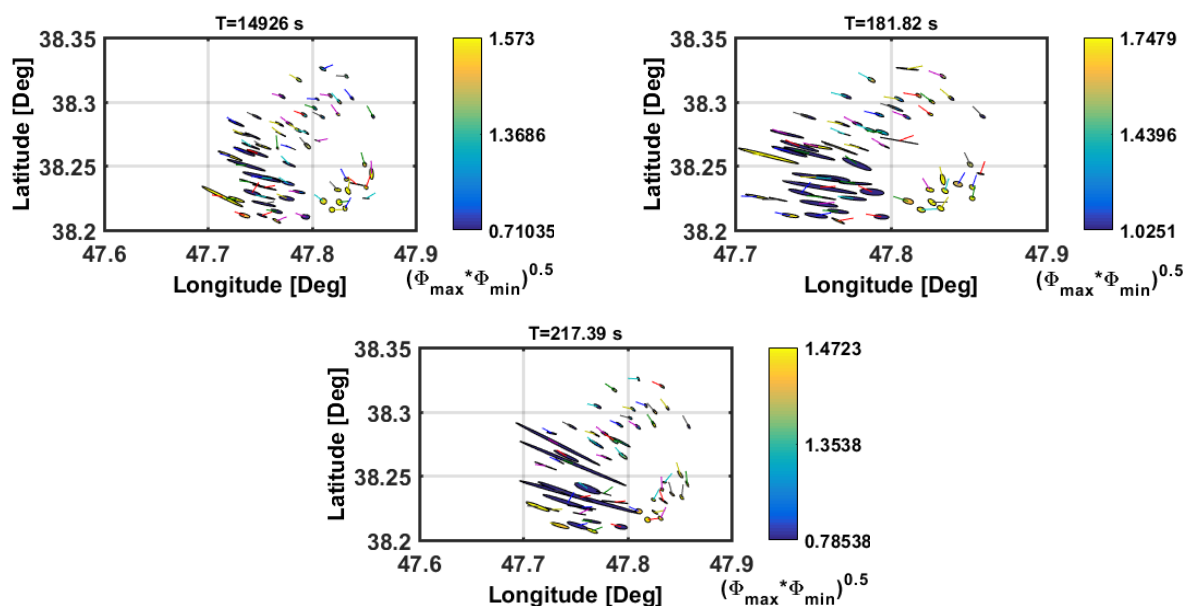 T=14926 s
38.35
38.3
38.25
38.2
47.6
47.7
47.8
47.9
Latitude [Deg]
Longitude [Deg]
1.573
1.3686
0.71035
(Φmax*Φmin)0.5
T=181.82 s
38.35
38.3
38.25
38.2
47.7
47.8
47.9
Latitude [Deg]
Longitude [Deg]
1.7479
1.4396
1.0251
(Φmax*Φmin)0.5
T=217.39 s
38.35
38.3
38.25
38.2
47.6
47.7
47.8
47.9
Latitude [Deg]
Longitude [Deg]
1.4723
1.3538
0.78538
(Φmax*Φmin)0.5